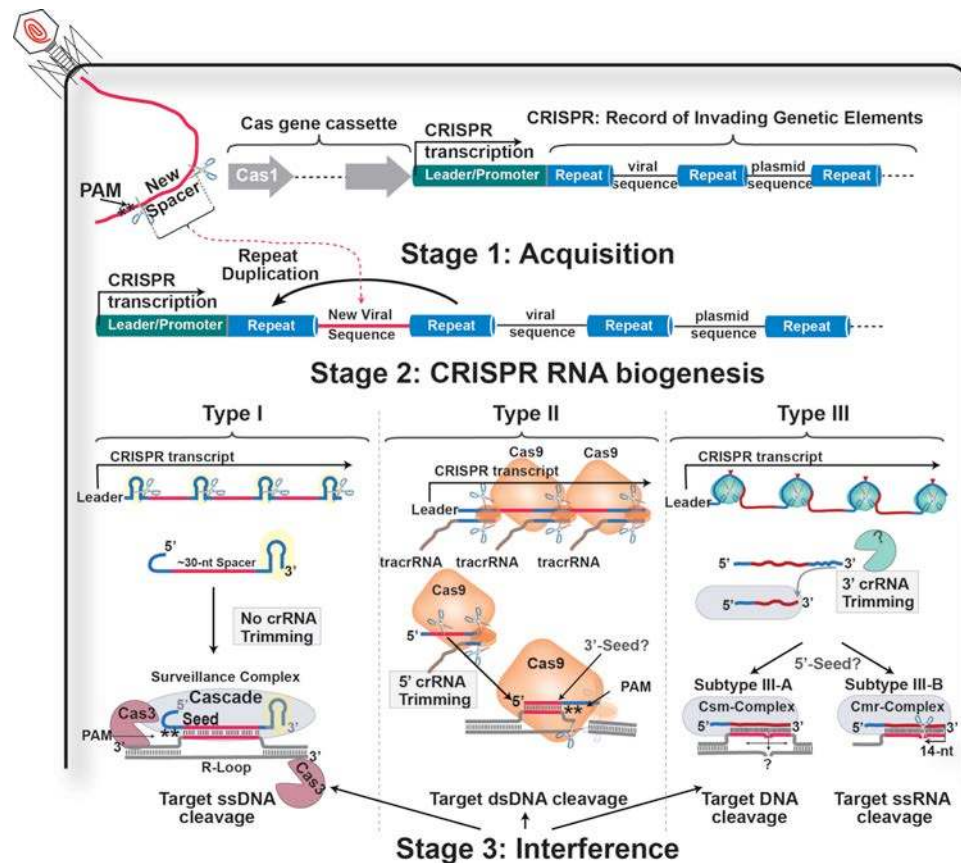 Cas gene cassette
CRISPR
transcription
CRISPR: Record of Invading Genetic Elements
Cas1
Leader/Promoter
Repeat
viral
sequence
Repeat
plasmid
sequence
Repeat
PAM
**
New
Spacer
Stage 1: Acquisition
Repeat
Duplication
CRISPR
transcription
Leader/Promoter
Repeat
New Viral
Sequence
Repeat
viral
sequence
Repeat
plasmid
sequence
Repeat
Stage 2: CRISPR RNA biogenesis
Type I
CRISPR transcript
Leader
5'
~30-nt Spacer
3'
No crRNA
Trimming
Surveillance Complex
Cascade
Cas3
5'
Seed
3'
PAM
**
3'
3'
R-Loop
Cas3
Target ssDNA
cleavage
Type II
Cas9
Cas9
CRISPR transcript
Leader
tracrRNA
tracrRNA
tracrRNA
Cas9
5'
5' crRNA
Trimming
3'-Seed?
Cas9
PAM
5'
**
Target dsDNA cleavage
Type III
CRISPR transcript
Leader
?
5'
3'
3' crRNA
Trimming
5'
3'
5'-Seed?
Subtype III-A
Csm-Complex
?
Target DNA
cleavage
Subtype III-B
Cmr-Complex
14-nt
Target ssRNA
cleavage
Stage 3: Interference